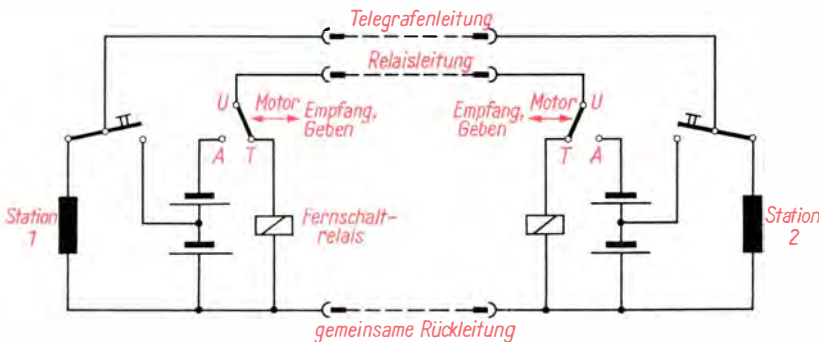 Telegrafenleitung
Relaisleitung
U
Motor
Empfang,
Geben
A
T
Empfang,
Geben
Motor
U
T
A
Station
1
Fernschalt-
relais
Station
2
gemeinsame Rückleitung